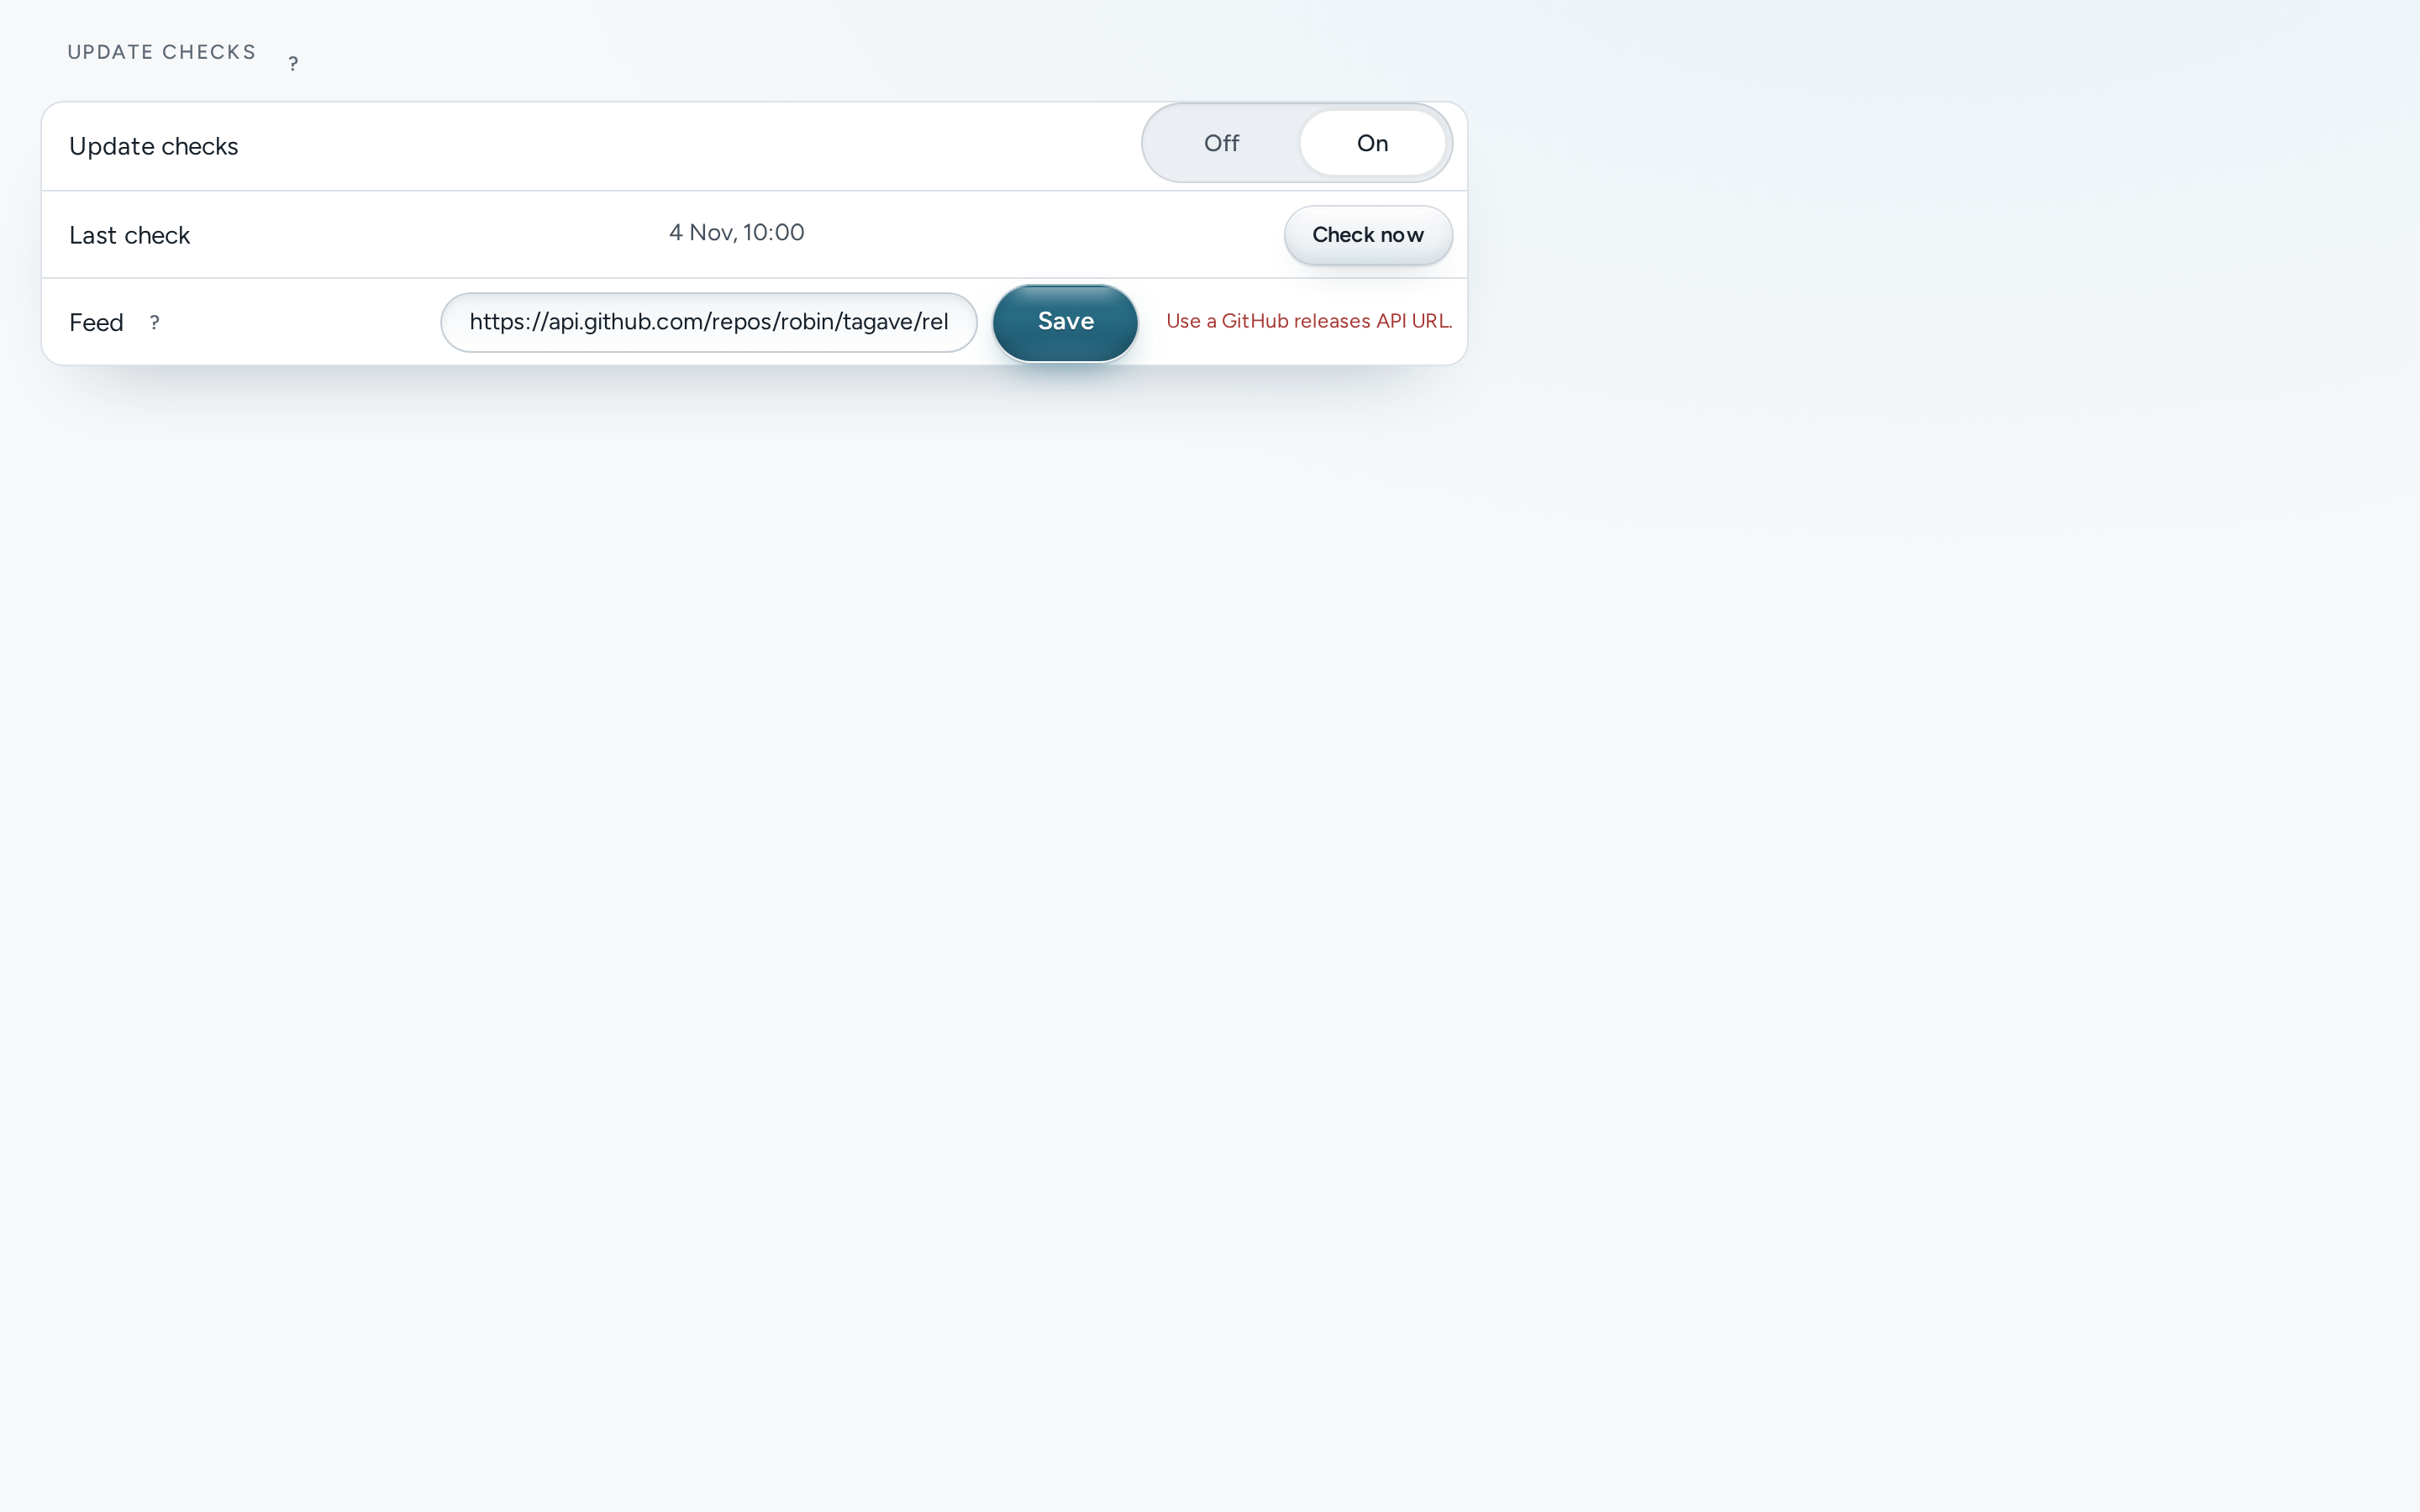 UPDATE CHECKS ?
Update checks Off On
Last check 4 Nov, 10:00 Check now
Feed ? https://api.github.com/repos/robin/tagave/rel Save Use a GitHub releases API URL.